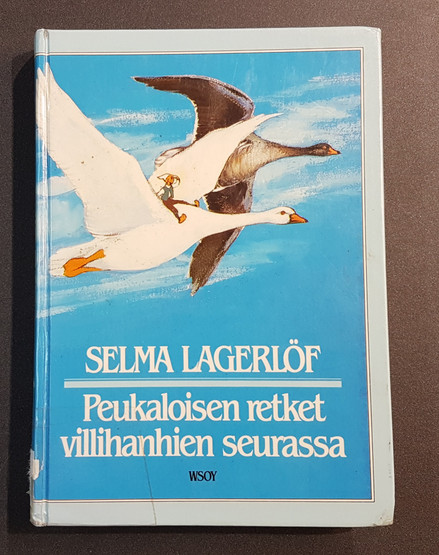 SELMA LAGERLÖF
Peukaloisen retket
villihanhien seurassa
WSOY